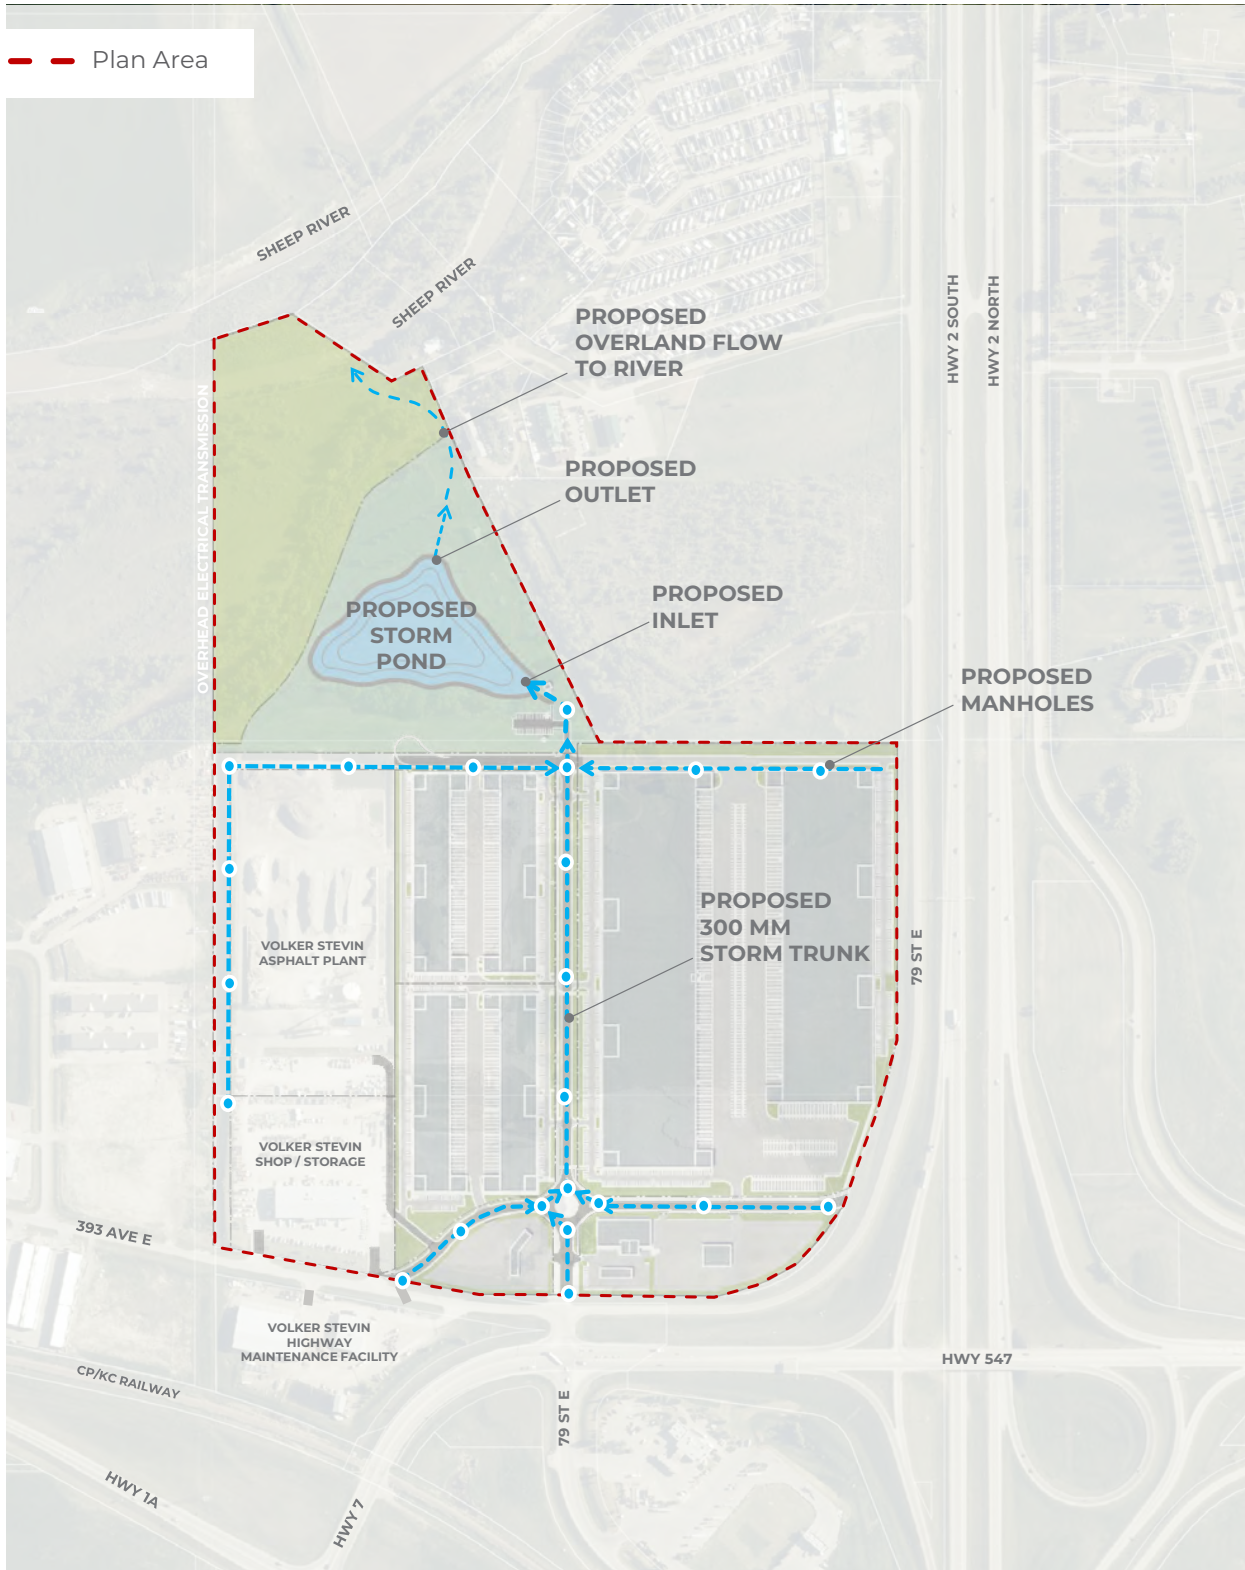 Plan Area
SHEEP RIVER
SHEEP RIVER
HWY 2 SOUTH
HWY 2 NORTH
PROPOSED
OVERLAND FLOW
TO RIVER
OVERHEAD ELECTRICAL TRANSMISSION
PROPOSED
OUTLET
PROPOSED
INLET
PROPOSED
STORM
POND
PROPOSED
MANHOLES
PROPOSED
300 MM
STORM TRUNK
VOLKER STEVIN
ASPHALT PLANT
79 ST E
VOLKER STEVIN
SHOP / STORAGE
393 AVE E
VOLKER STEVIN
HIGHWAY
MAINTENANCE FACILITY
HWY 547
CP/KC RAILWAY
79 ST E
HWY 1A
HWY 7